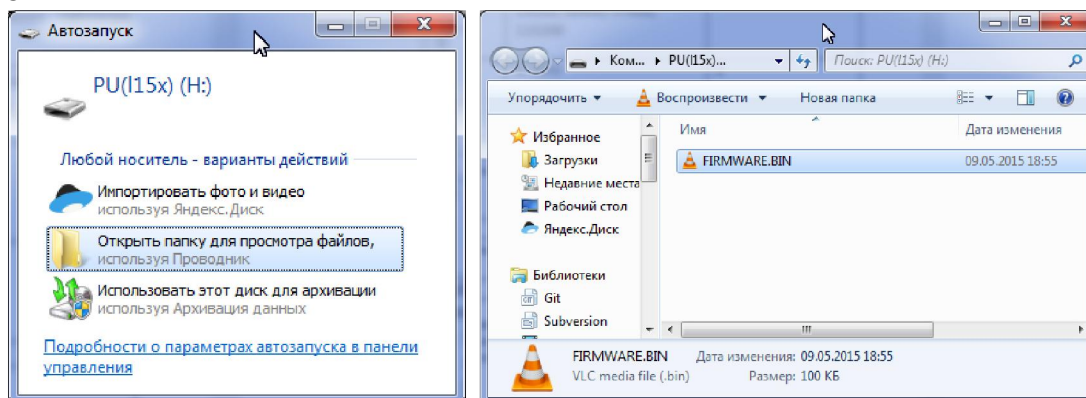 Автозапуск
PU(l15x) (H:)
Любой носитель - варианты действий
Импортировать фото и видео
используя Яндекс.Диск
Открыть папку для просмотра файлов,
используя Проводник
Использовать этот диск для архивации
используя Архивация данных
Подробности о параметрах автозапуска в панели
управления
Ком... PU(l15x)...
Поиск: PU(l15x) (H:)
Упорядочить Воспроизвести Новая папка
Избранное
Загрузки
Недавние места
Рабочий стол
Яндекс.Диск
Библиотеки
Git
Subversion
Имя Дата изменения
FIRMWARE.BIN 09.05.2015 18:55
FIRMWARE.BIN Дата изменения: 09.05.2015 18:55
VLC media file (.bin) Размер: 100 КБ